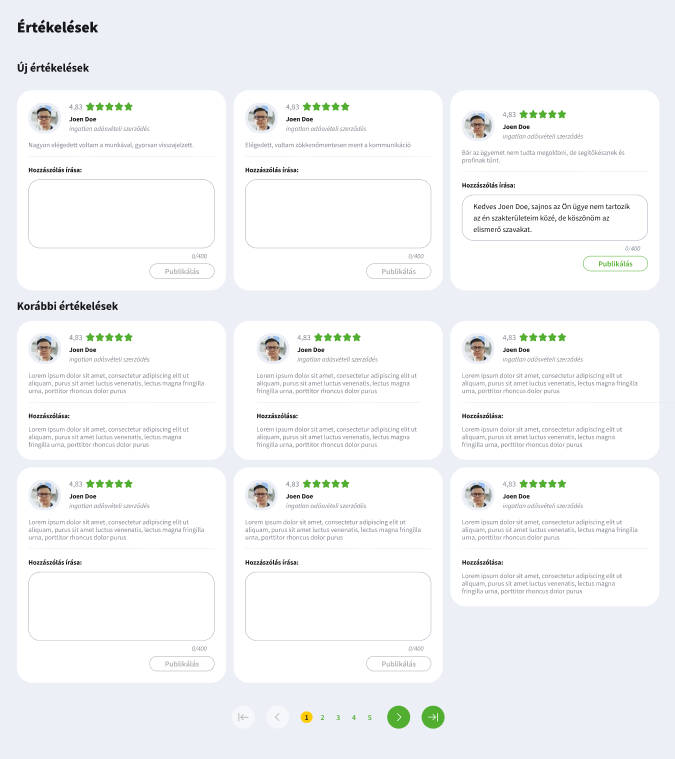 Értékelések
Új értékelések
4,83
Joen Doe
ingatlan adásvételi szerződés
Nagyon elégedett voltam a munkával, gyorsan visszajelzett.
Hozzászólás írása:
0/400
Publikálás
4,83
Joen Doe
ingatlan adásvételi szerződés
Elégedett, voltam zökkenőmentesen ment a kommunikáció
Hozzászólás írása:
0/400
Publikálás
4,83
Joen Doe
ingatlan adásvételi szerződés
Bár az ügyemet nem tudta megoldani, de segítőkésznek és
profinak tűnt.
Hozzászólás írása:
Kedves Joen Doe, sajnos az Ön ügye nem tartozik
az én szakterületeim közé, de köszönöm az
elismerő szavakat.
0/400
Publikálás
Korábbi értékelések
4,83
Joen Doe
ingatlan adásvételi szerződés
Lorem ipsum dolor sit amet, consectetur adipiscing elit ut
aliquam, purus sit amet luctus venenatis, lectus magna fringilla
urna, porttitor rhoncus dolor purus
Hozzászólása:
Lorem ipsum dolor sit amet, consectetur adipiscing elit ut
aliquam, purus sit amet luctus venenatis, lectus magna
fringilla urna, porttitor rhoncus dolor purus
4,83
Joen Doe
ingatlan adásvételi szerződés
Lorem ipsum dolor sit amet, consectetur adipiscing elit ut
aliquam, purus sit amet luctus venenatis, lectus magna
fringilla urna, porttitor rhoncus dolor purus
Hozzászólása:
Lorem ipsum dolor sit amet, consectetur adipiscing elit ut
aliquam, purus sit amet luctus venenatis, lectus magna
fringilla urna, porttitor rhoncus dolor purus
4,83
Joen Doe
ingatlan adásvételi szerződés
Lorem ipsum dolor sit amet, consectetur adipiscing elit ut
aliquam, purus sit amet luctus venenatis, lectus magna fringilla
urna, porttitor rhoncus dolor purus
Hozzászólása:
Lorem ipsum dolor sit amet, consectetur adipiscing elit ut
aliquam, purus sit amet luctus venenatis, lectus magna
fringilla urna, porttitor rhoncus dolor purus
4,83
Joen Doe
ingatlan adásvételi szerződés
Lorem ipsum dolor sit amet, consectetur adipiscing elit ut
aliquam, purus sit amet luctus venenatis, lectus magna fringilla
urna, porttitor rhoncus dolor purus
Hozzászólás írása:
0/400
Publikálás
4,83
Joen Doe
ingatlan adásvételi szerződés
Lorem ipsum dolor sit amet, consectetur adipiscing elit ut
aliquam, purus sit amet luctus venenatis, lectus magna fringilla
urna, porttitor rhoncus dolor purus
Hozzászólás írása:
0/400
Publikálás
4,83
Joen Doe
ingatlan adásvételi szerződés
Lorem ipsum dolor sit amet, consectetur adipiscing elit ut
aliquam, purus sit amet luctus venenatis, lectus magna fringilla
urna, porttitor rhoncus dolor purus
Hozzászólása:
Lorem ipsum dolor sit amet, consectetur adipiscing elit ut
aliquam, purus sit amet luctus venenatis, lectus magna
fringilla urna, porttitor rhoncus dolor purus
1 2 3 4 5